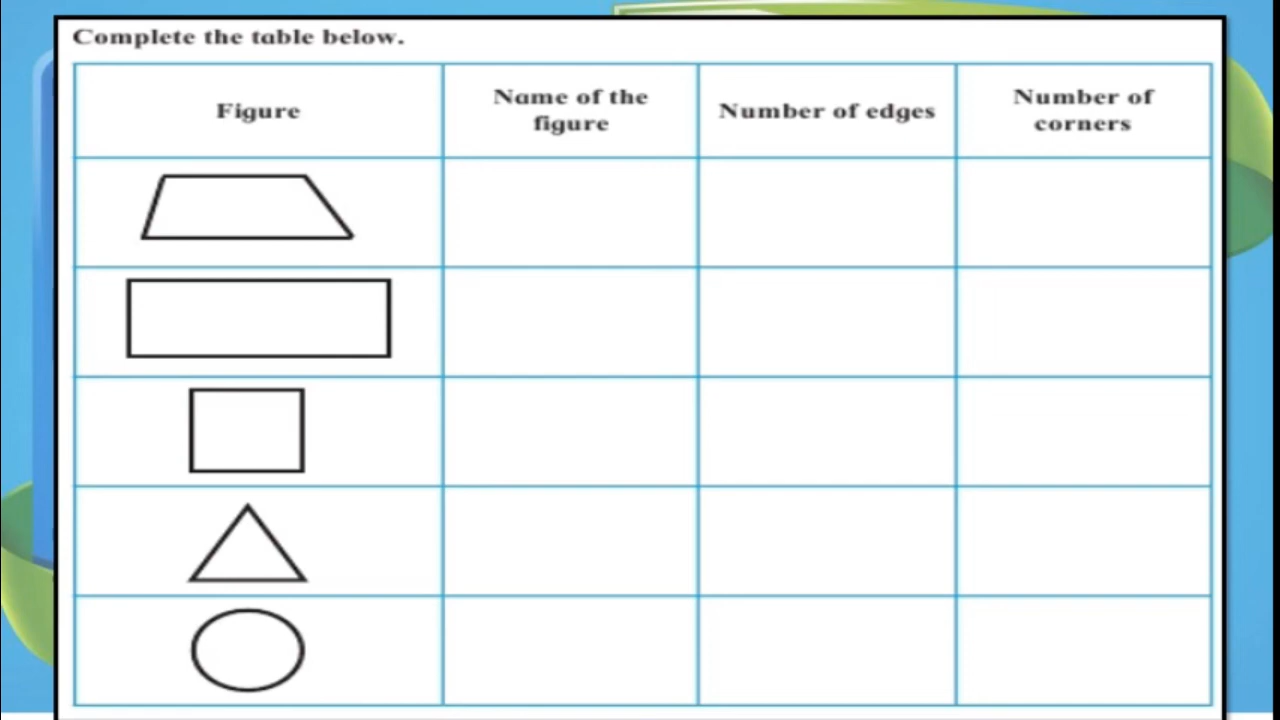 Complete the table below.
Figure
Name of the
figure
Number of edges
Number of
corners